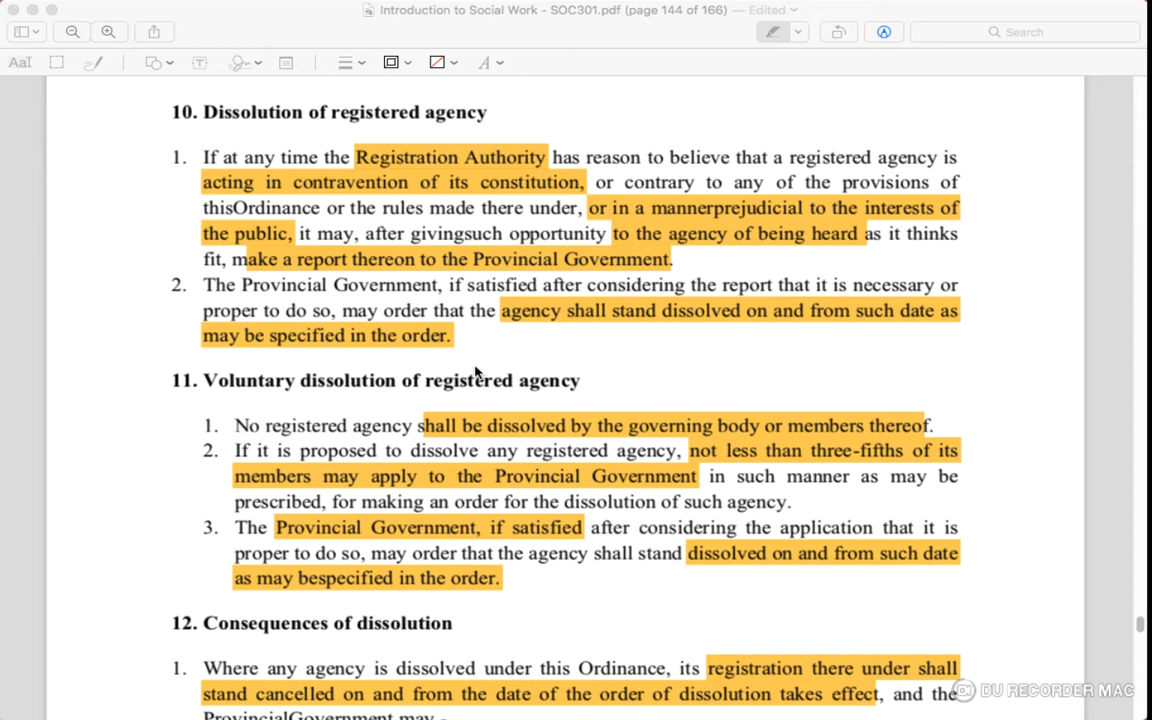 Introduction to Social Work - SOC301.pdf (page 144 of 166) — Edited
Search
AaI
T
A
10. Dissolution of registered agency
1. If at any time the Registration Authority has reason to believe that a registered agency is
acting in contravention of its constitution, or contrary to any of the provisions of
thisOrdinance or the rules made there under, or in a mannerprejudicial to the interests of
the public, it may, after givingsuch opportunity to the agency of being heard as it thinks
fit, make a report thereon to the Provincial Government.
2. The Provincial Government, if satisfied after considering the report that it is necessary or
proper to do so, may order that the agency shall stand dissolved on and from such date as
may be specified in the order.
11. Voluntary dissolution of registered agency
1. No registered agency shall be dissolved by the governing body or members thereof.
2. If it is proposed to dissolve any registered agency, not less than three-fifths of its
members may apply to the Provincial Government in such manner as may be
prescribed, for making an order for the dissolution of such agency.
3. The Provincial Government, if satisfied after considering the application that it is
proper to do so, may order that the agency shall stand dissolved on and from such date
as may bespecified in the order.
12. Consequences of dissolution
1. Where any agency is dissolved under this Ordinance, its registration there under shall
stand cancelled on and from the date of the order of dissolution takes effect, and the
DU RECORDER MAC
ProvincialGovernment may -